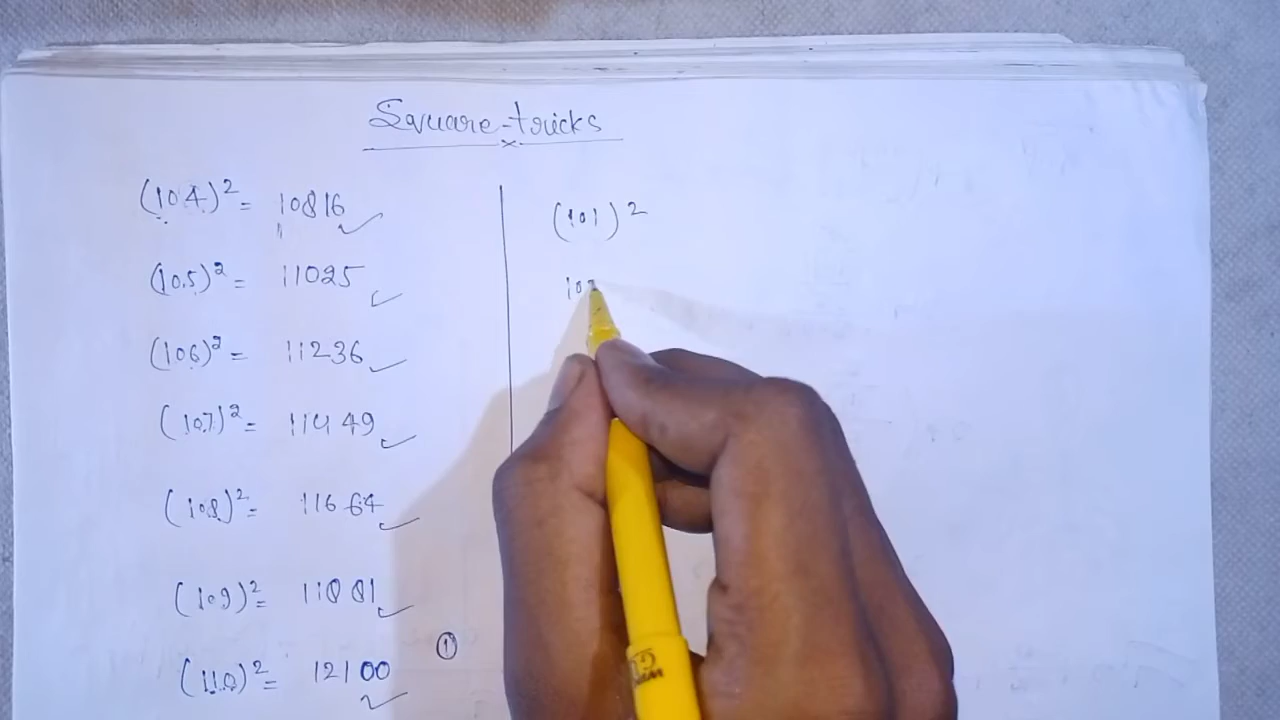 Square-tricks
(104)² = 10816
(105)² = 11025
(106)² = 11236
(107)² = 11449
(108)² = 11664
(109)² = 11881
(110)² = 12100
①
(101)²
10